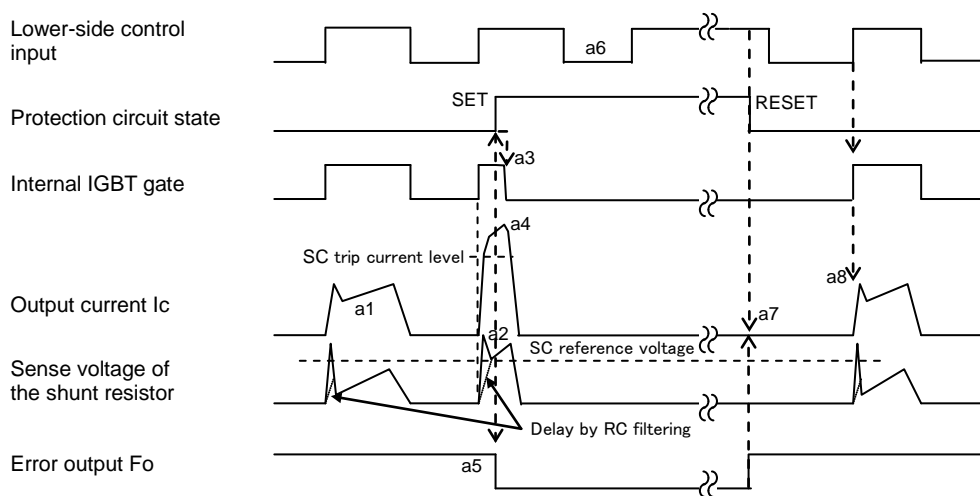 Lower-side control
input
a6
SET
RESET
Protection circuit state
a3
Internal IGBT gate
a4
SC trip current level
a8
Output current Ic
a1
a7
a2
SC reference voltage
Sense voltage of
the shunt resistor
Delay by RC filtering
Error output Fo
a5